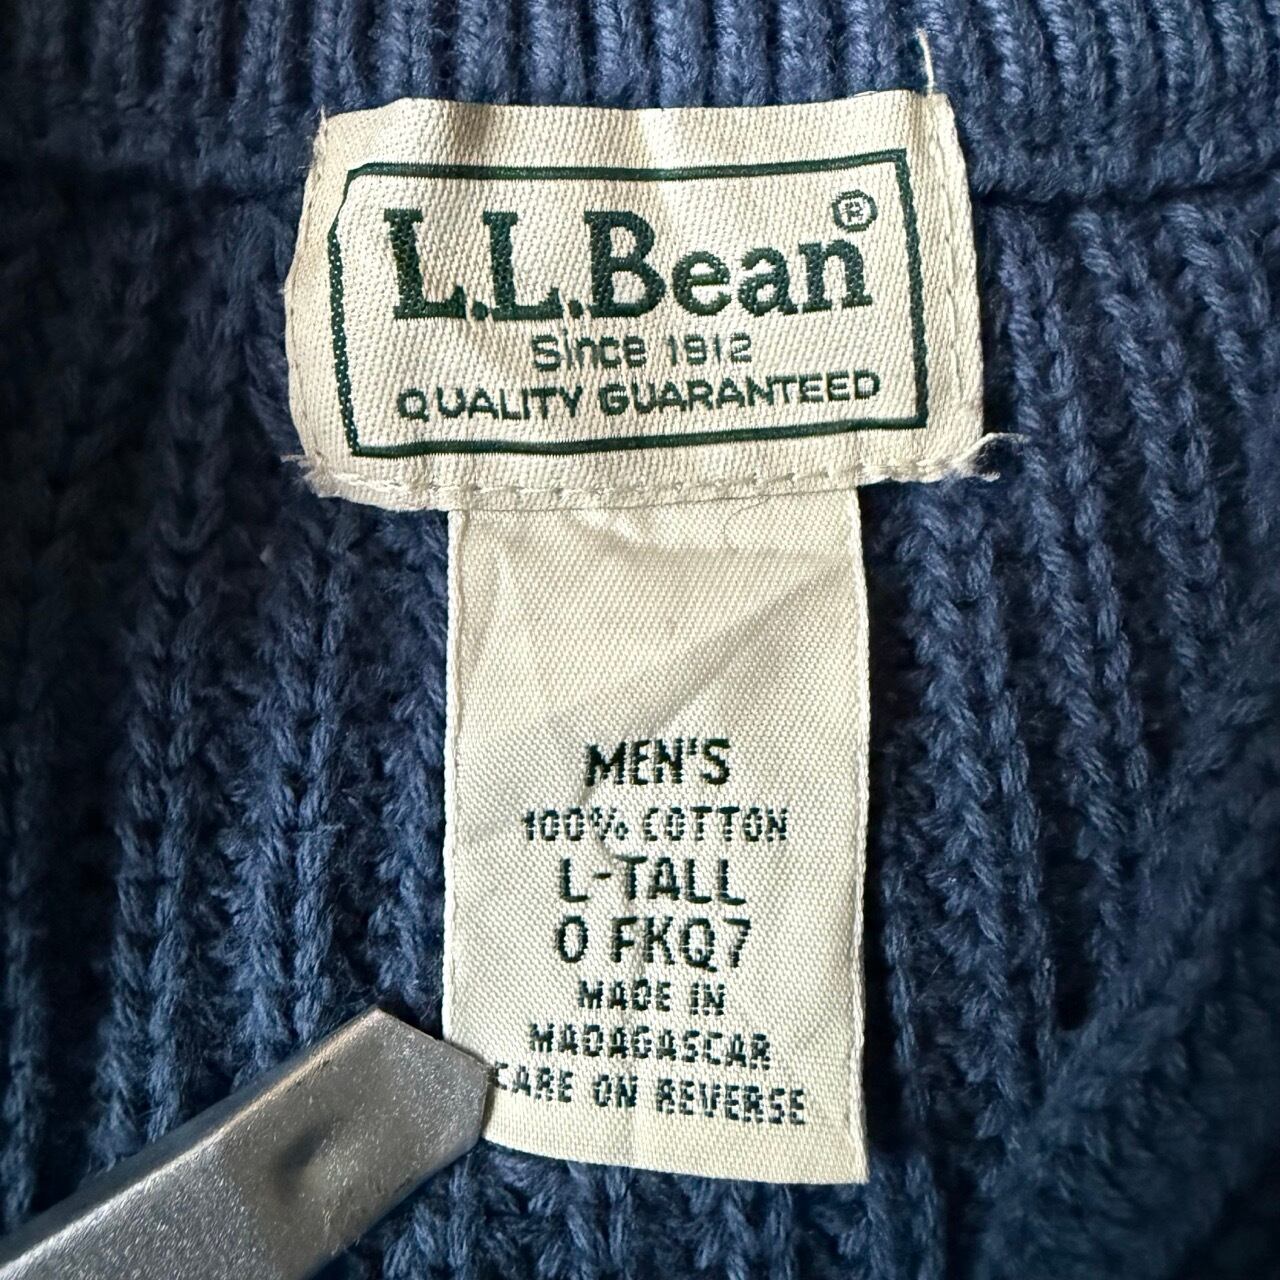 L.L.Bean®
Since 1912
QUALITY GUARANTEED
MEN'S
100% COTTON
L-TALL
0 FKQ7
MADE IN
MADAGASCAR
CARE ON REVERSE